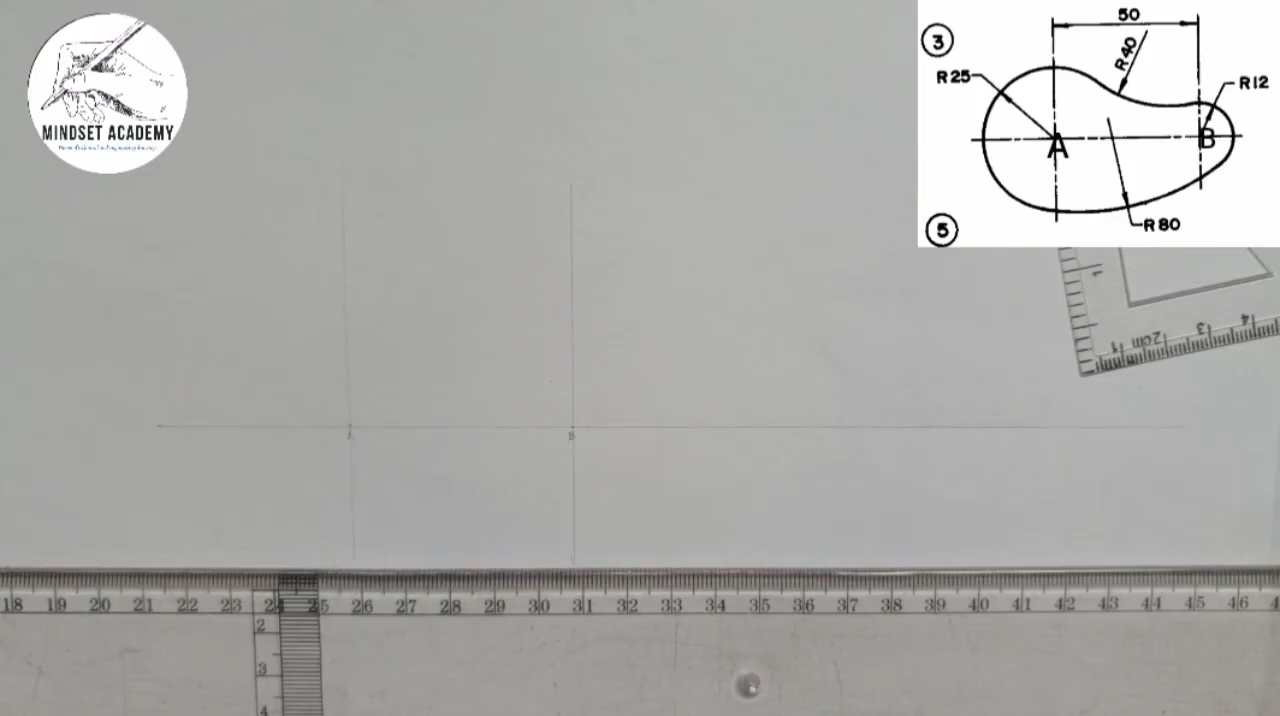 MINDSET ACADEMY
3
50
R40
R25
R12
A
B
5
R80
1
1 2cm 3 4
A
B
18 19 20 21 22 23 24 25 26 27 28 29 30 31 32 33 34 35 36 37 38 39 40 41 42 43 44 45 46
2
3
4